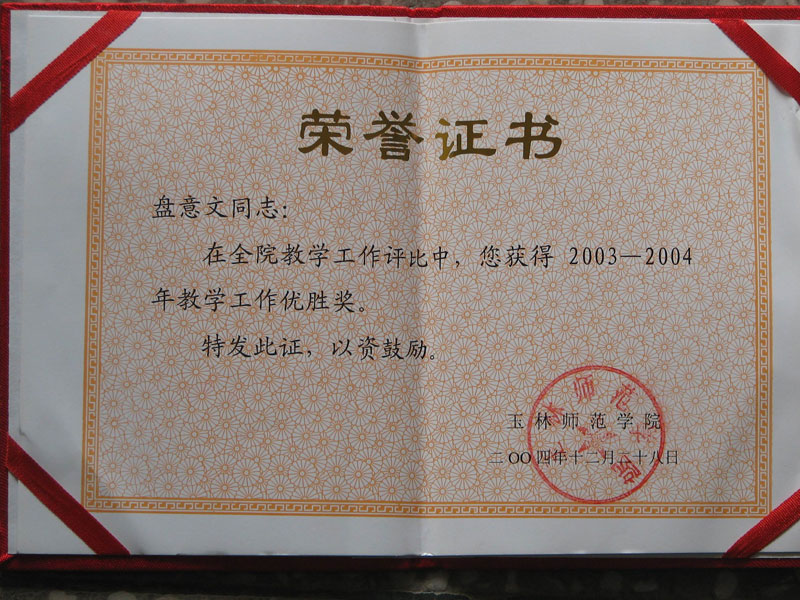 荣誉证书
盘意文同志:
在全院教学工作评比中, 您获得 2003—2004
年教学工作优胜奖。
特发此证, 以资鼓励。
玉林师范学院
二〇〇四年十二月二十八日